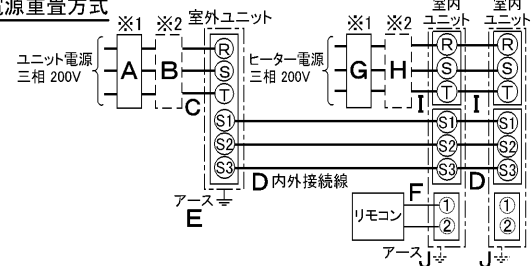 電源重畳方式
※1 ※2 室外ユニット
ユニット電源
三相 200V
A B C
R
S
T
S1
S2
S3
アース
E
※1 ※2
ヒーター電源
三相 200V
G H
室内
ユニット
R
S
T
I
S1
S2
S3
D 内外接続線
F
リモコン
①
②
アース J
室内
ユニット
R
S
T
I
S1
S2
S3
D
①
②
J